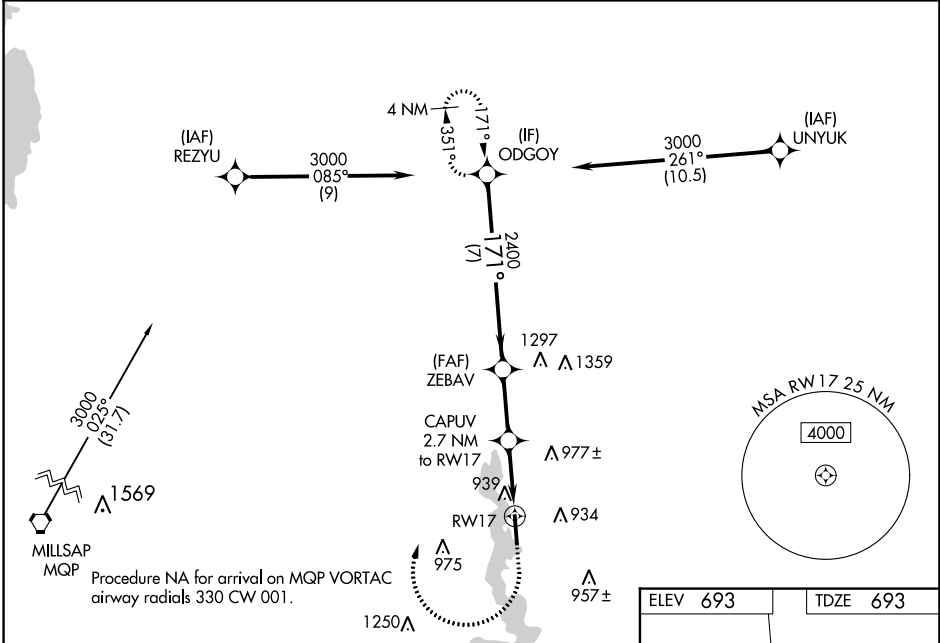 4 NM
351°
171°
(IF)
ODGOY
(IAF)
REZYU
3000
085°
(9)
(IAF)
UNYUK
3000
261°
(10.5)
2400
171°
(7)
1297
1359
(FAF)
ZEBAV
CAPUV
2.7 NM
to RW17
977±
939
RW17
934
975
957±
1250
3000
025°
(31.7)
1569
MILLSAP
MQP
Procedure NA for arrival on MQP VORTAC
airway radials 330 CW 001.
MSA RW17 25 NM
4000
ELEV 693
TDZE 693